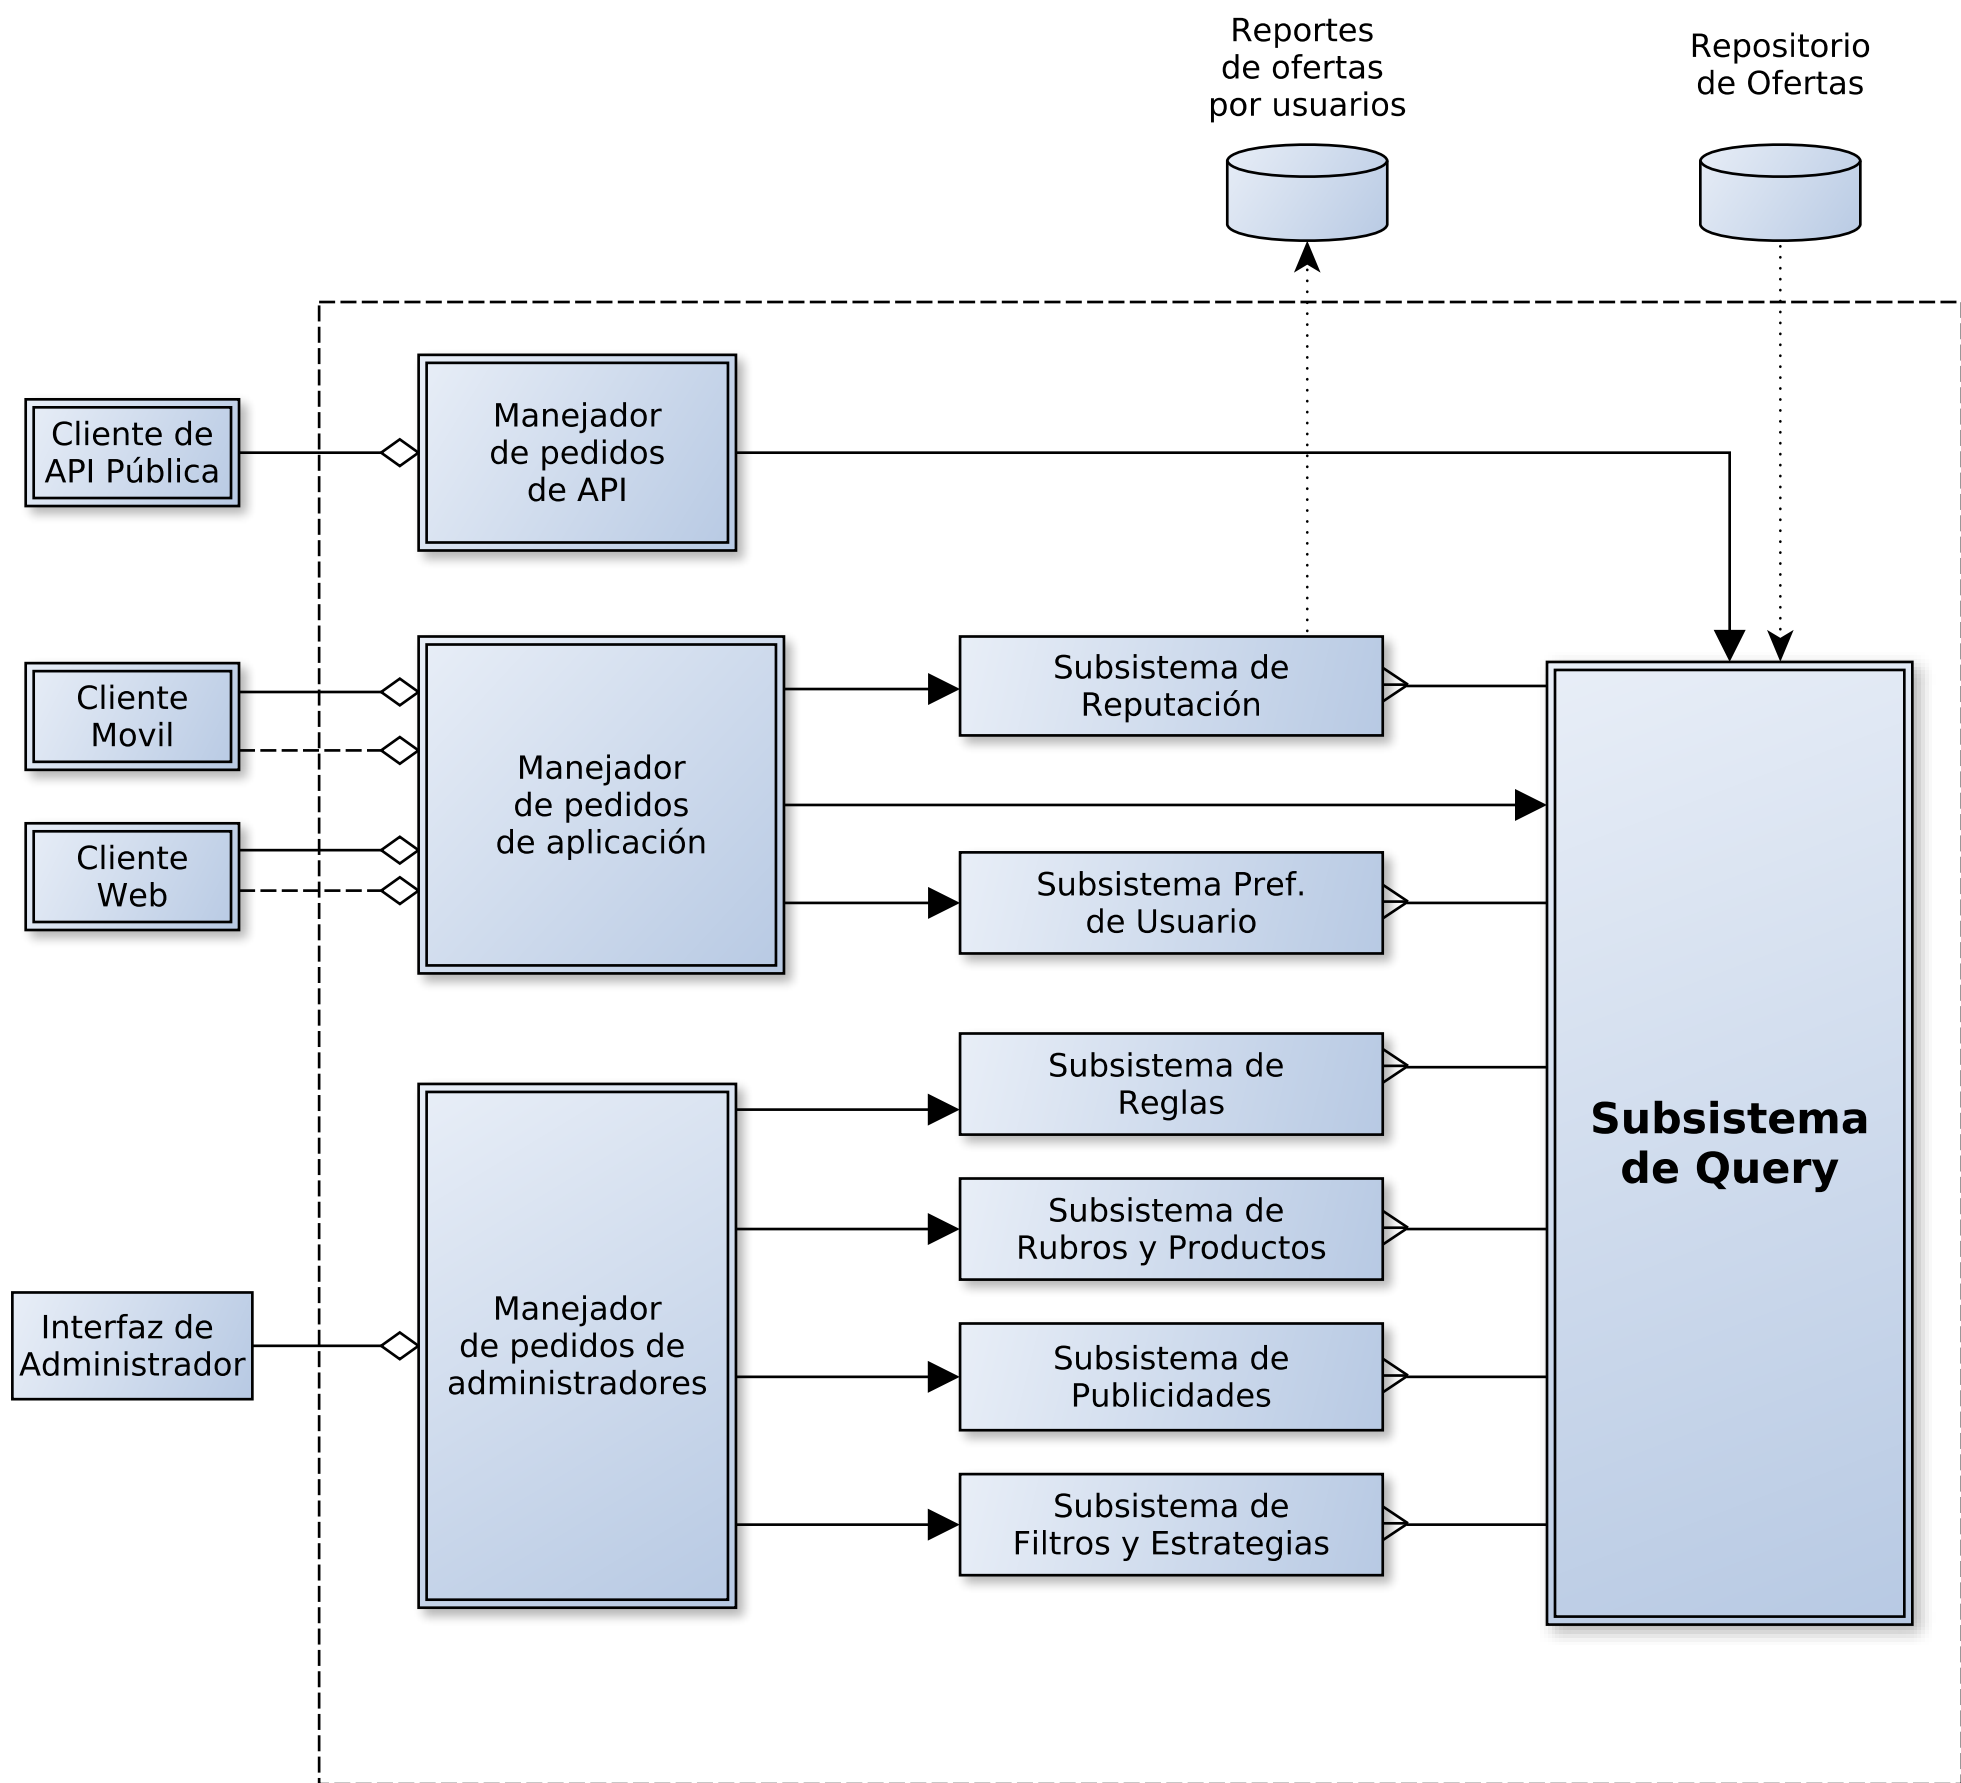 Reportes
de ofertas
por usuarios
Repositorio
de Ofertas
Cliente de
API Pública
Manejador
de pedidos
de API
Cliente
Movil
Cliente
Web
Manejador
de pedidos
de aplicación
Subsistema de
Reputación
Subsistema Pref.
de Usuario
Subsistema de
Reglas
Subsistema de
Rubros y Productos
Subsistema de
Publicidades
Subsistema de
Filtros y Estrategias
Subsistema
de Query
Interfaz de
Administrador
Manejador
de pedidos de
administradores